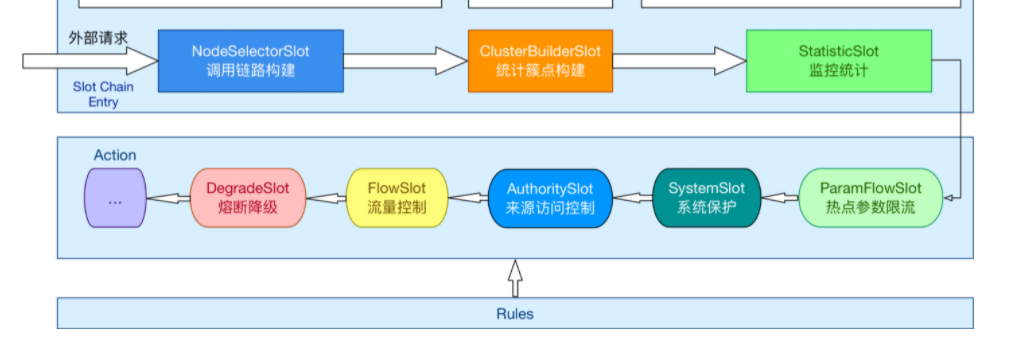 外部请求
Slot Chain
Entry
NodeSelectorSlot
调用链路构建
ClusterBuilderSlot
统计簇点构建
StatisticSlot
监控统计
Action
...
DegradeSlot
熔断降级
FlowSlot
流量控制
AuthoritySlot
来源访问控制
SystemSlot
系统保护
ParamFlowSlot
热点参数限流
Rules